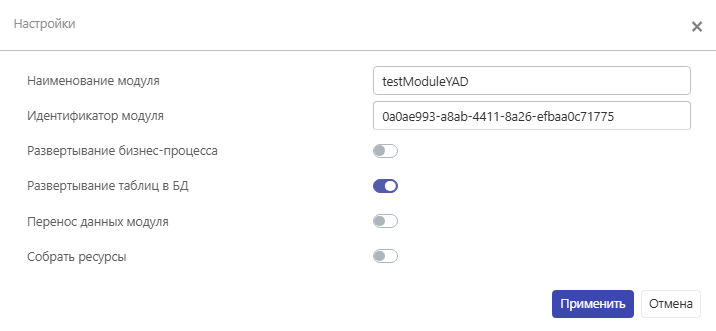 Настройки
Наименование модуля testModuleYAD
Идентификатор модуля 0a0ae993-a8ab-4411-8a26-efbaa0c71775
Развертывание бизнес-процесса
Развертывание таблиц в БД
Перенос данных модуля
Собрать ресурсы
Применить Отмена